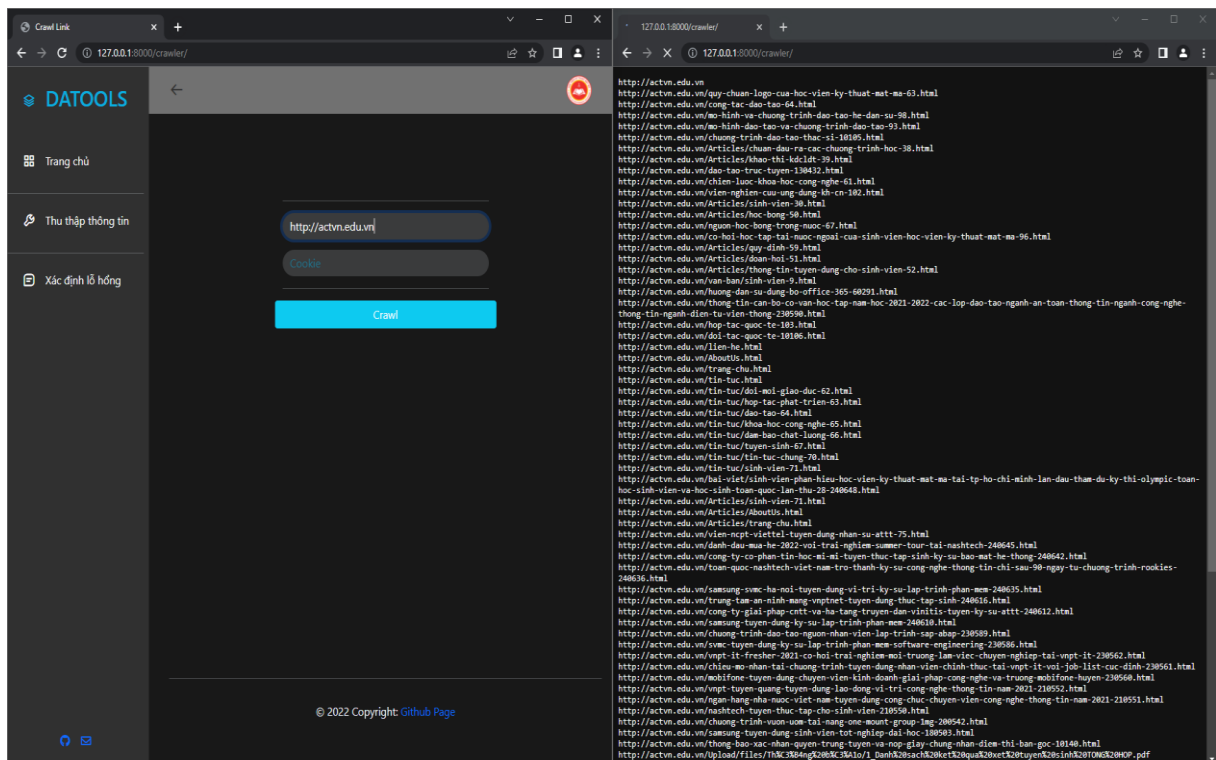 Crawl Link
127.0.0.1:8000/crawler/
DATOOLS
Trang chủ
Thu thập thông tin
Xác định lỗ hổng
http://actvn.edu.vn
Cookie
Crawl
© 2022 Copyright: Github Page
127.0.0.1:8000/crawler/
127.0.0.1:8000/crawler/
http://actvn.edu.vn
http://actvn.edu.vn/quy-chuan-logo-cua-hoc-vien-ky-thuat-mat-ma-63.html
http://actvn.edu.vn/cong-tac-dao-tao-64.html
http://actvn.edu.vn/mo-hinh-va-chuong-trinh-dao-tao-he-dan-su-98.html
http://actvn.edu.vn/mo-hinh-dao-tao-va-chuong-trinh-dao-tao-93.html
http://actvn.edu.vn/chuong-trinh-dao-tao-thac-si-10105.html
http://actvn.edu.vn/Articles/chuan-dau-ra-cac-chuong-trinh-hoc-38.html
http://actvn.edu.vn/Articles/khao-thi-kdcldt-39.html
http://actvn.edu.vn/dao-tao-truc-tuyen-130432.html
http://actvn.edu.vn/chien-luoc-khoa-hoc-cong-nghe-61.html
http://actvn.edu.vn/vien-nghien-cuu-ung-dung-kh-cn-102.html
http://actvn.edu.vn/Articles/sinh-vien-30.html
http://actvn.edu.vn/Articles/hoc-bong-50.html
http://actvn.edu.vn/nguon-hoc-bong-trong-nuoc-67.html
http://actvn.edu.vn/co-hoi-hoc-tap-tai-nuoc-ngoai-cua-sinh-vien-hoc-vien-ky-thuat-mat-ma-96.html
http://actvn.edu.vn/Articles/quy-dinh-59.html
http://actvn.edu.vn/Articles/doan-hoi-51.html
http://actvn.edu.vn/Articles/thong-tin-tuyen-dung-cho-sinh-vien-52.html
http://actvn.edu.vn/van-ban/sinh-vien-9.html
http://actvn.edu.vn/huong-dan-su-dung-bo-office-365-60291.html
http://actvn.edu.vn/thong-tin-can-bo-co-van-hoc-tap-nam-hoc-2021-2022-cac-lop-dao-tao-nganh-an-toan-thong-tin-nganh-cong-nghe-
thong-tin-nganh-dien-tu-vien-thong-230590.html
http://actvn.edu.vn/hop-tac-quoc-te-103.html
http://actvn.edu.vn/doi-tac-quoc-te-10106.html
http://actvn.edu.vn/lien-he.html
http://actvn.edu.vn/AboutUs.html
http://actvn.edu.vn/trang-chu.html
http://actvn.edu.vn/tin-tuc.html
http://actvn.edu.vn/tin-tuc/doi-moi-giao-duc-62.html
http://actvn.edu.vn/tin-tuc/hop-tac-phat-trien-63.html
http://actvn.edu.vn/tin-tuc/dao-tao-64.html
http://actvn.edu.vn/tin-tuc/khoa-hoc-cong-nghe-65.html
http://actvn.edu.vn/tin-tuc/dam-bao-chat-luong-66.html
http://actvn.edu.vn/tin-tuc/tuyen-sinh-67.html
http://actvn.edu.vn/tin-tuc/tin-tuc-chung-70.html
http://actvn.edu.vn/tin-tuc/sinh-vien-71.html
http://actvn.edu.vn/bai-viet/sinh-vien-phan-hieu-hoc-vien-ky-thuat-mat-ma-tai-tp-ho-chi-minh-lan-dau-tham-du-ky-thi-olympic-toan-
hoc-sinh-vien-va-hoc-sinh-toan-quoc-lan-thu-28-240648.html
http://actvn.edu.vn/Articles/sinh-vien-71.html
http://actvn.edu.vn/Articles/AboutUs.html
http://actvn.edu.vn/Articles/trang-chu.html
http://actvn.edu.vn/vien-ncpt-viettel-tuyen-dung-nhan-su-attt-75.html
http://actvn.edu.vn/danh-dau-mua-he-2022-voi-trai-nghiem-summer-tour-tai-nashtech-240645.html
http://actvn.edu.vn/cong-ty-co-phan-tin-hoc-mi-mi-tuyen-thuc-tap-sinh-ky-su-bao-mat-he-thong-240642.html
http://actvn.edu.vn/toan-quoc-nashtech-viet-nam-tro-thanh-ky-su-cong-nghe-thong-tin-chi-sau-90-ngay-tu-chuong-trinh-rookies-
240636.html
http://actvn.edu.vn/samsung-svmc-ha-noi-tuyen-dung-vi-tri-ky-su-lap-trinh-phan-mem-240635.html
http://actvn.edu.vn/trung-tam-an-ninh-mang-vnptnet-tuyen-dung-thuc-tap-sinh-240616.html
http://actvn.edu.vn/cong-ty-giai-phap-cntt-va-ha-tang-truyen-dan-vinitis-tuyen-ky-su-attt-240612.html
http://actvn.edu.vn/samsung-tuyen-dung-ky-su-lap-trinh-phan-mem-240610.html
http://actvn.edu.vn/chuong-trinh-dao-tao-nguon-nhan-vien-lap-trinh-sap-abap-230589.html
http://actvn.edu.vn/svmc-tuyen-dung-ky-su-lap-trinh-phan-mem-software-engineering-230586.html
http://actvn.edu.vn/vnpt-it-fresher-2021-co-hoi-trai-nghiem-moi-truong-lam-viec-chuyen-nghiep-tai-vnpt-it-230562.html
http://actvn.edu.vn/chieu-mo-nhan-tai-chuong-trinh-tuyen-dung-nhan-vien-chinh-thuc-tai-vnpt-it-voi-job-list-cuc-dinh-230561.html
http://actvn.edu.vn/mobifone-tuyen-dung-chuyen-vien-kinh-doanh-giai-phap-cong-nghe-va-truong-mobifone-huyen-230560.html
http://actvn.edu.vn/vnpt-tuyen-quang-tuyen-dung-lao-dong-vi-tri-cong-nghe-thong-tin-nam-2021-210552.html
http://actvn.edu.vn/ngan-hang-nha-nuoc-viet-nam-tuyen-dung-cong-chuc-chuyen-vien-cong-nghe-thong-tin-nam-2021-210551.html
http://actvn.edu.vn/nashtech-tuyen-thuc-tap-cho-sinh-vien-210550.html
http://actvn.edu.vn/chuong-trinh-vuon-uom-tai-nang-one-mount-group-1mg-200542.html
http://actvn.edu.vn/samsung-tuyen-dung-sinh-vien-tot-nghiep-dai-hoc-180503.html
http://actvn.edu.vn/thong-bao-xac-nhan-quyen-trung-tuyen-va-nop-giay-chung-nhan-diem-thi-ban-goc-10140.html
http://actvn.edu.vn/Upload/files/Th%C3%B4ng%20b%C3%A1o/1_Danh%20sach%20ket%20qua%20xet%20tuyen%20sinh%20TONG%20HOP.pdf